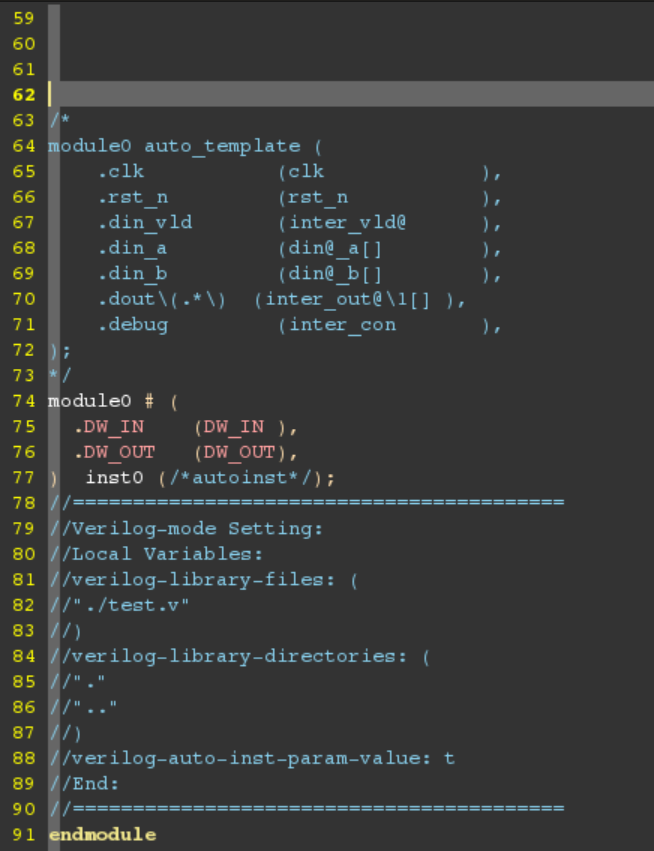 59
60
61
62
63 /*
64 module0 auto_template (
65     .clk           (clk             ),
66     .rst_n         (rst_n           ),
67     .din_vld       (inter_vld@      ),
68     .din_a         (din@_a[]        ),
69     .din_b         (din@_b[]        ),
70     .dout\(.*\)  (inter_out@\1[] ),
71     .debug         (inter_con       ),
72 );
73 */
74 module0 # (
75   .DW_IN    (DW_IN ),
76   .DW_OUT   (DW_OUT),
77 )  inst0 (/*autoinst*/);
78 //=========================================
79 //Verilog-mode Setting:
80 //Local Variables:
81 //verilog-library-files: (
82 //"./test.v"
83 //)
84 //verilog-library-directories: (
85 //"."
86 //".."
87 //)
88 //verilog-auto-inst-param-value: t
89 //End:
90 //=========================================
91 endmodule